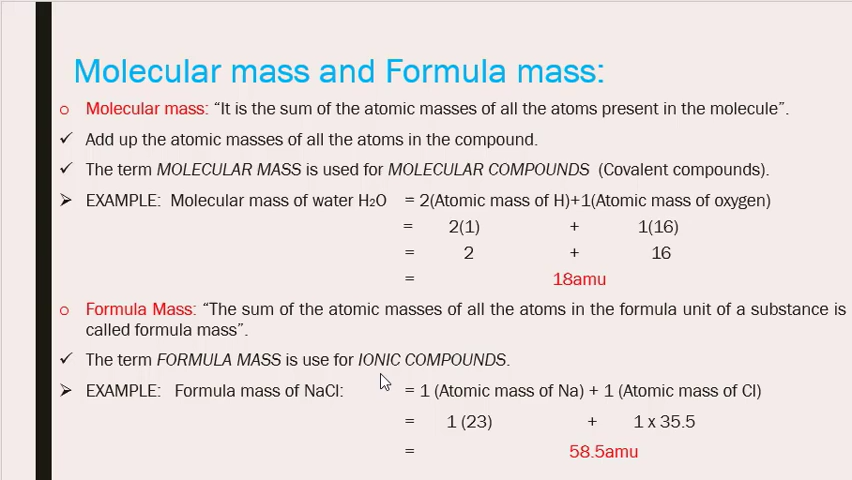 Molecular mass and Formula mass:
o Molecular mass: “It is the sum of the atomic masses of all the atoms present in the molecule”.
✓ Add up the atomic masses of all the atoms in the compound.
✓ The term MOLECULAR MASS is used for MOLECULAR COMPOUNDS (Covalent compounds).
➢ EXAMPLE: Molecular mass of water H₂O = 2(Atomic mass of H)+1(Atomic mass of oxygen)
= 2(1) + 1(16)
= 2 + 16
= 18amu
o Formula Mass: “The sum of the atomic masses of all the atoms in the formula unit of a substance is
called formula mass”.
✓ The term FORMULA MASS is use for IONIC COMPOUNDS.
➢ EXAMPLE: Formula mass of NaCl: = 1 (Atomic mass of Na) + 1 (Atomic mass of Cl)
= 1 (23) + 1 x 35.5
= 58.5amu